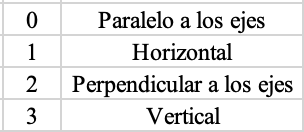 0 Paralelo a los ejes
1 Horizontal
2 Perpendicular a los ejes
3 Vertical